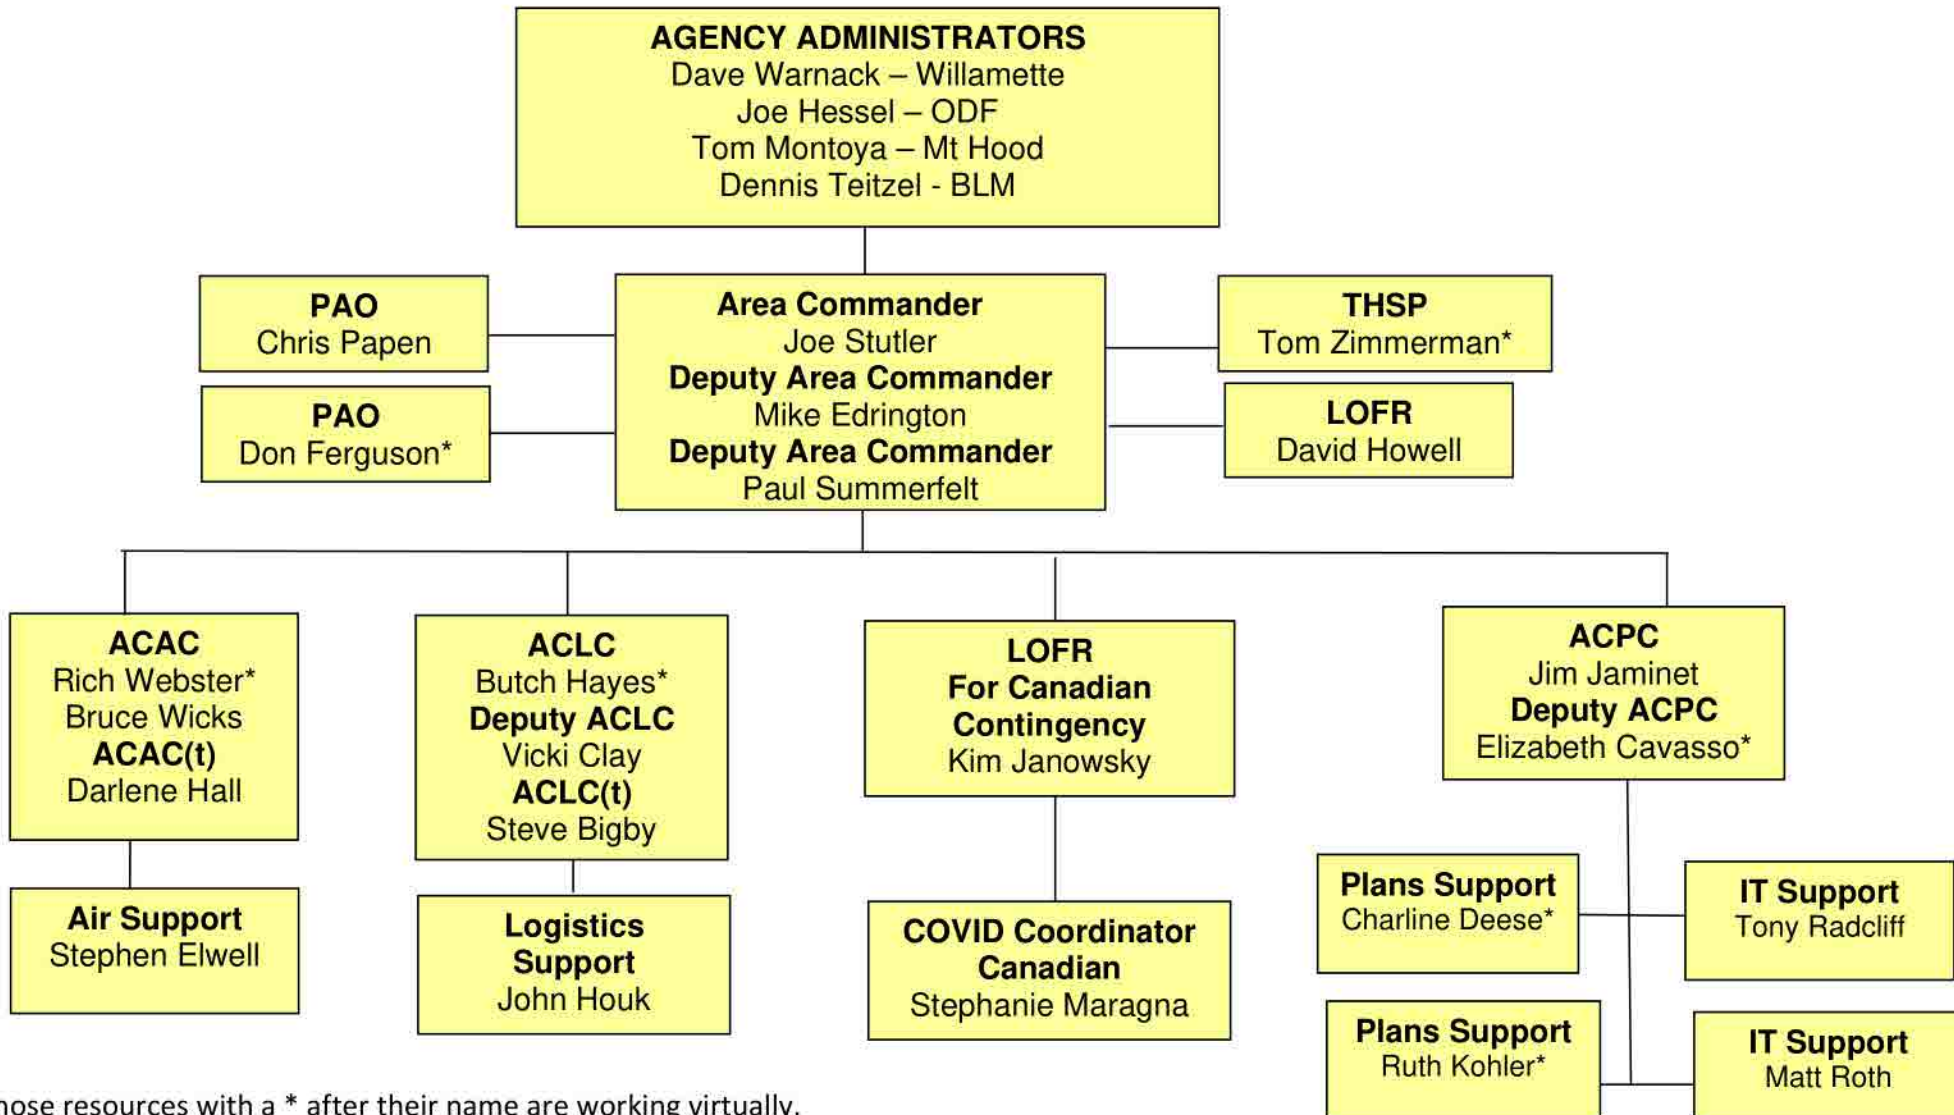 AGENCY ADMINISTRATORS
Dave Warnack – Willamette
Joe Hessel – ODF
Tom Montoya – Mt Hood
Dennis Teitzel - BLM
PAO
Chris Papen
PAO
Don Ferguson*
Area Commander
Joe Stutler
Deputy Area Commander
Mike Edrington
Deputy Area Commander
Paul Summerfelt
THSP
Tom Zimmerman*
LOFR
David Howell
ACAC
Rich Webster*
Bruce Wicks
ACAC(t)
Darlene Hall
Air Support
Stephen Elwell
ACLC
Butch Hayes*
Deputy ACLC
Vicki Clay
ACLC(t)
Steve Bigby
Logistics
Support
John Houk
LOFR
For Canadian
Contingency
Kim Janowsky
COVID Coordinator
Canadian
Stephanie Maragna
ACPC
Jim Jaminet
Deputy ACPC
Elizabeth Cavasso*
Plans Support
Charline Deese*
IT Support
Tony Radcliff
Plans Support
Ruth Kohler*
IT Support
Matt Roth
resources with a * after their name are working virtually.